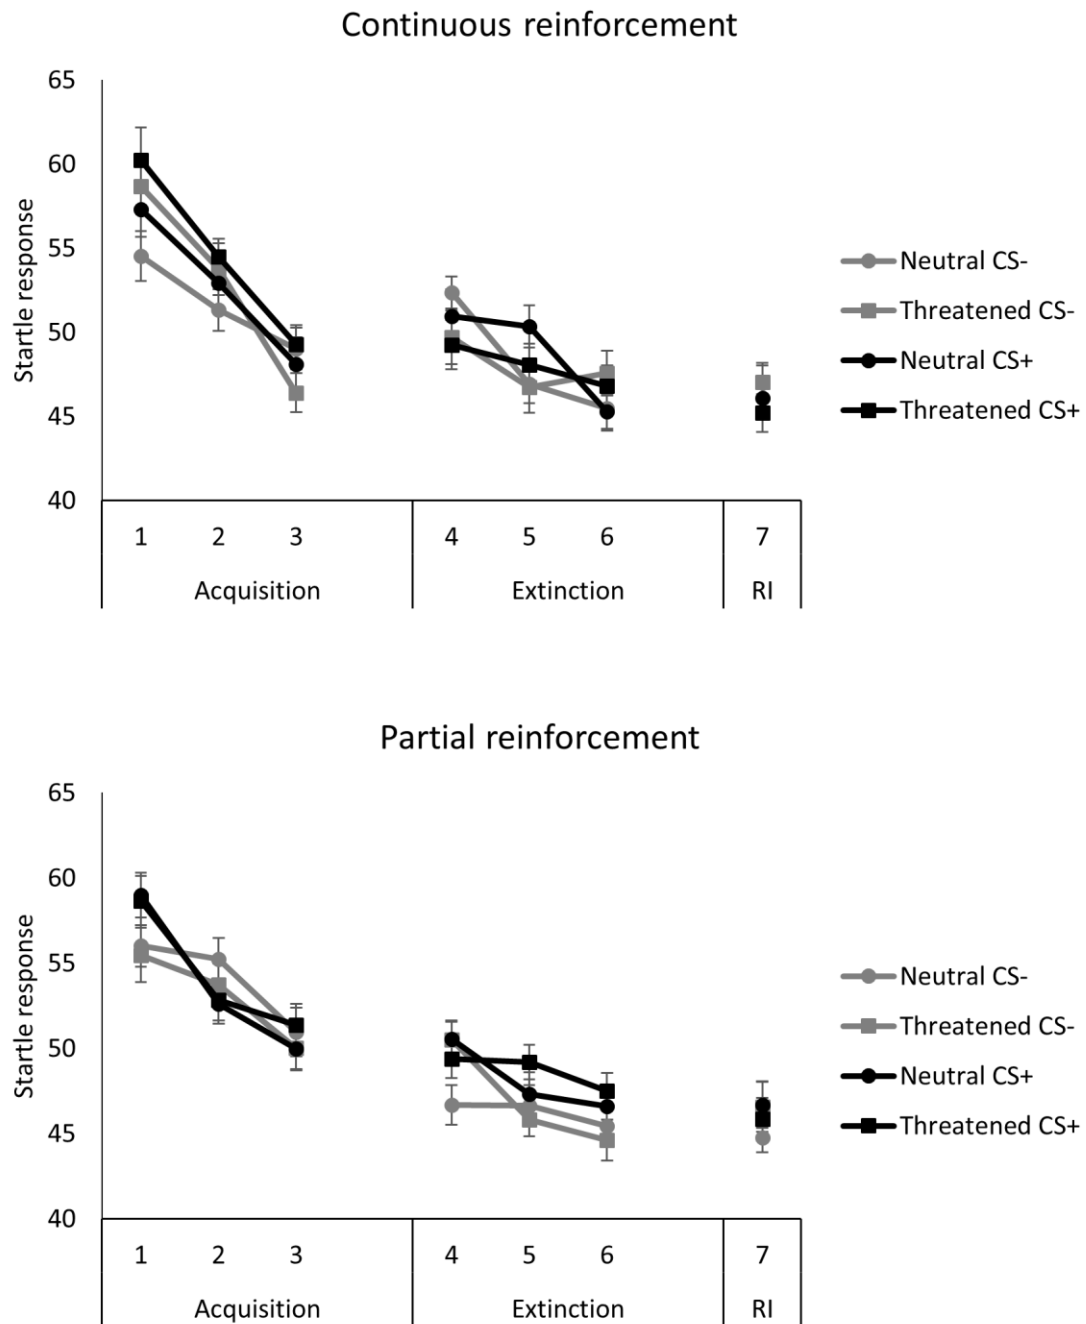 Continuous reinforcement
65
60
55
50
45
40
Startle response
Neutral CS-
Threatened CS-
Neutral CS+
Threatened CS+
1 2 3 4 5 6 7
Acquisition Extinction RI
Partial reinforcement
65
60
55
50
45
40
Startle response
Neutral CS-
Threatened CS-
Neutral CS+
Threatened CS+
1 2 3 4 5 6 7
Acquisition Extinction RI